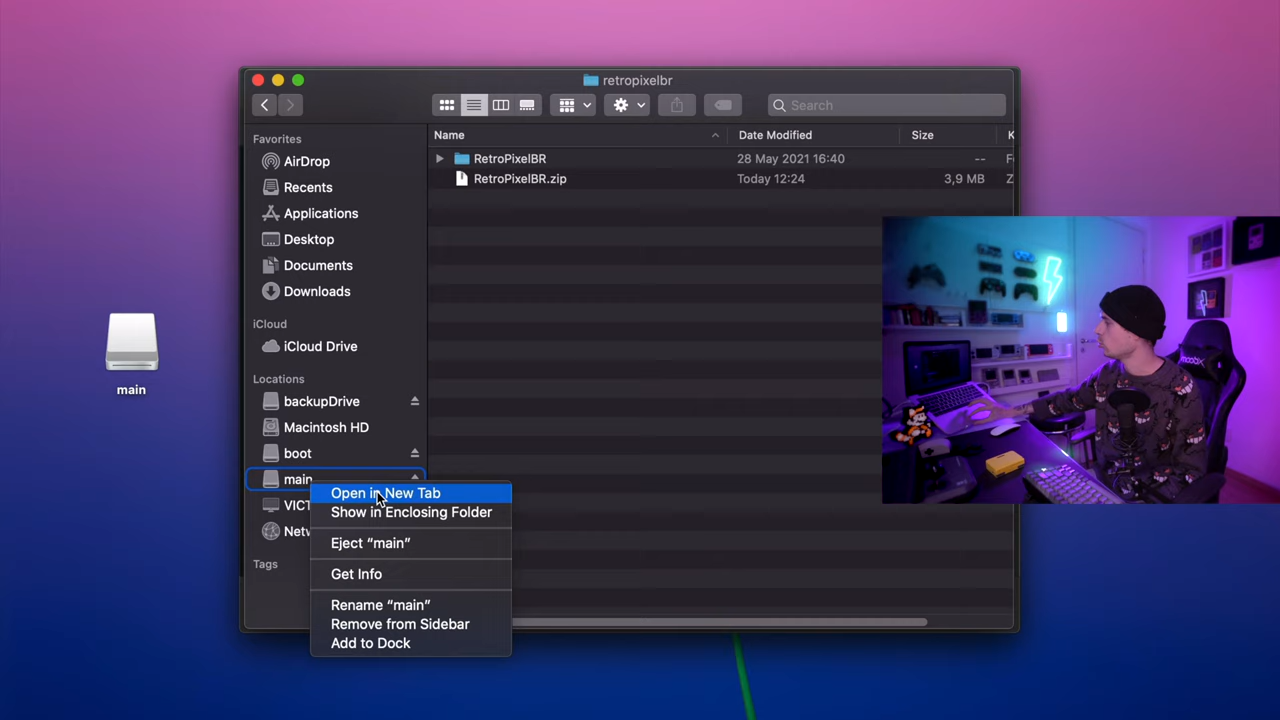 retropixelbr
Search
Favorites
AirDrop
Recents
Applications
Desktop
Documents
Downloads
iCloud
iCloud Drive
Locations
backupDrive
Macintosh HD
boot
main
Tags
Name
Date Modified
Size
RetroPixelBR
28 May 2021 16:40
--
RetroPixelBR.zip
Today 12:24
3,9 MB
main
Open in New Tab
Show in Enclosing Folder
Eject “main”
Get Info
Rename “main”
Remove from Sidebar
Add to Dock